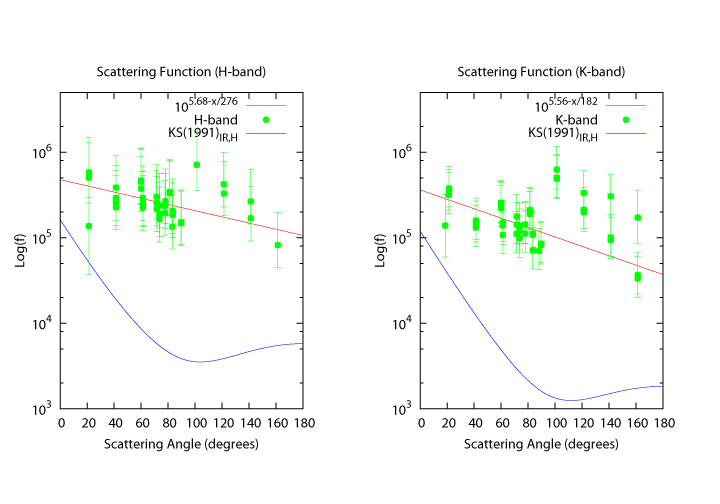 Scattering Function (H-band)
10^5.68-x/276
H-band
KS(1991)IR,H
10^6
10^5
10^4
10^3
Log(f)
0 20 40 60 80 100 120 140 160 180
Scattering Angle (degrees)
Scattering Function (K-band)
10^5.56-x/182
K-band
KS(1991)IR,H
10^6
10^5
10^4
10^3
Log(f)
0 20 40 60 80 100 120 140 160 180
Scattering Angle (degrees)